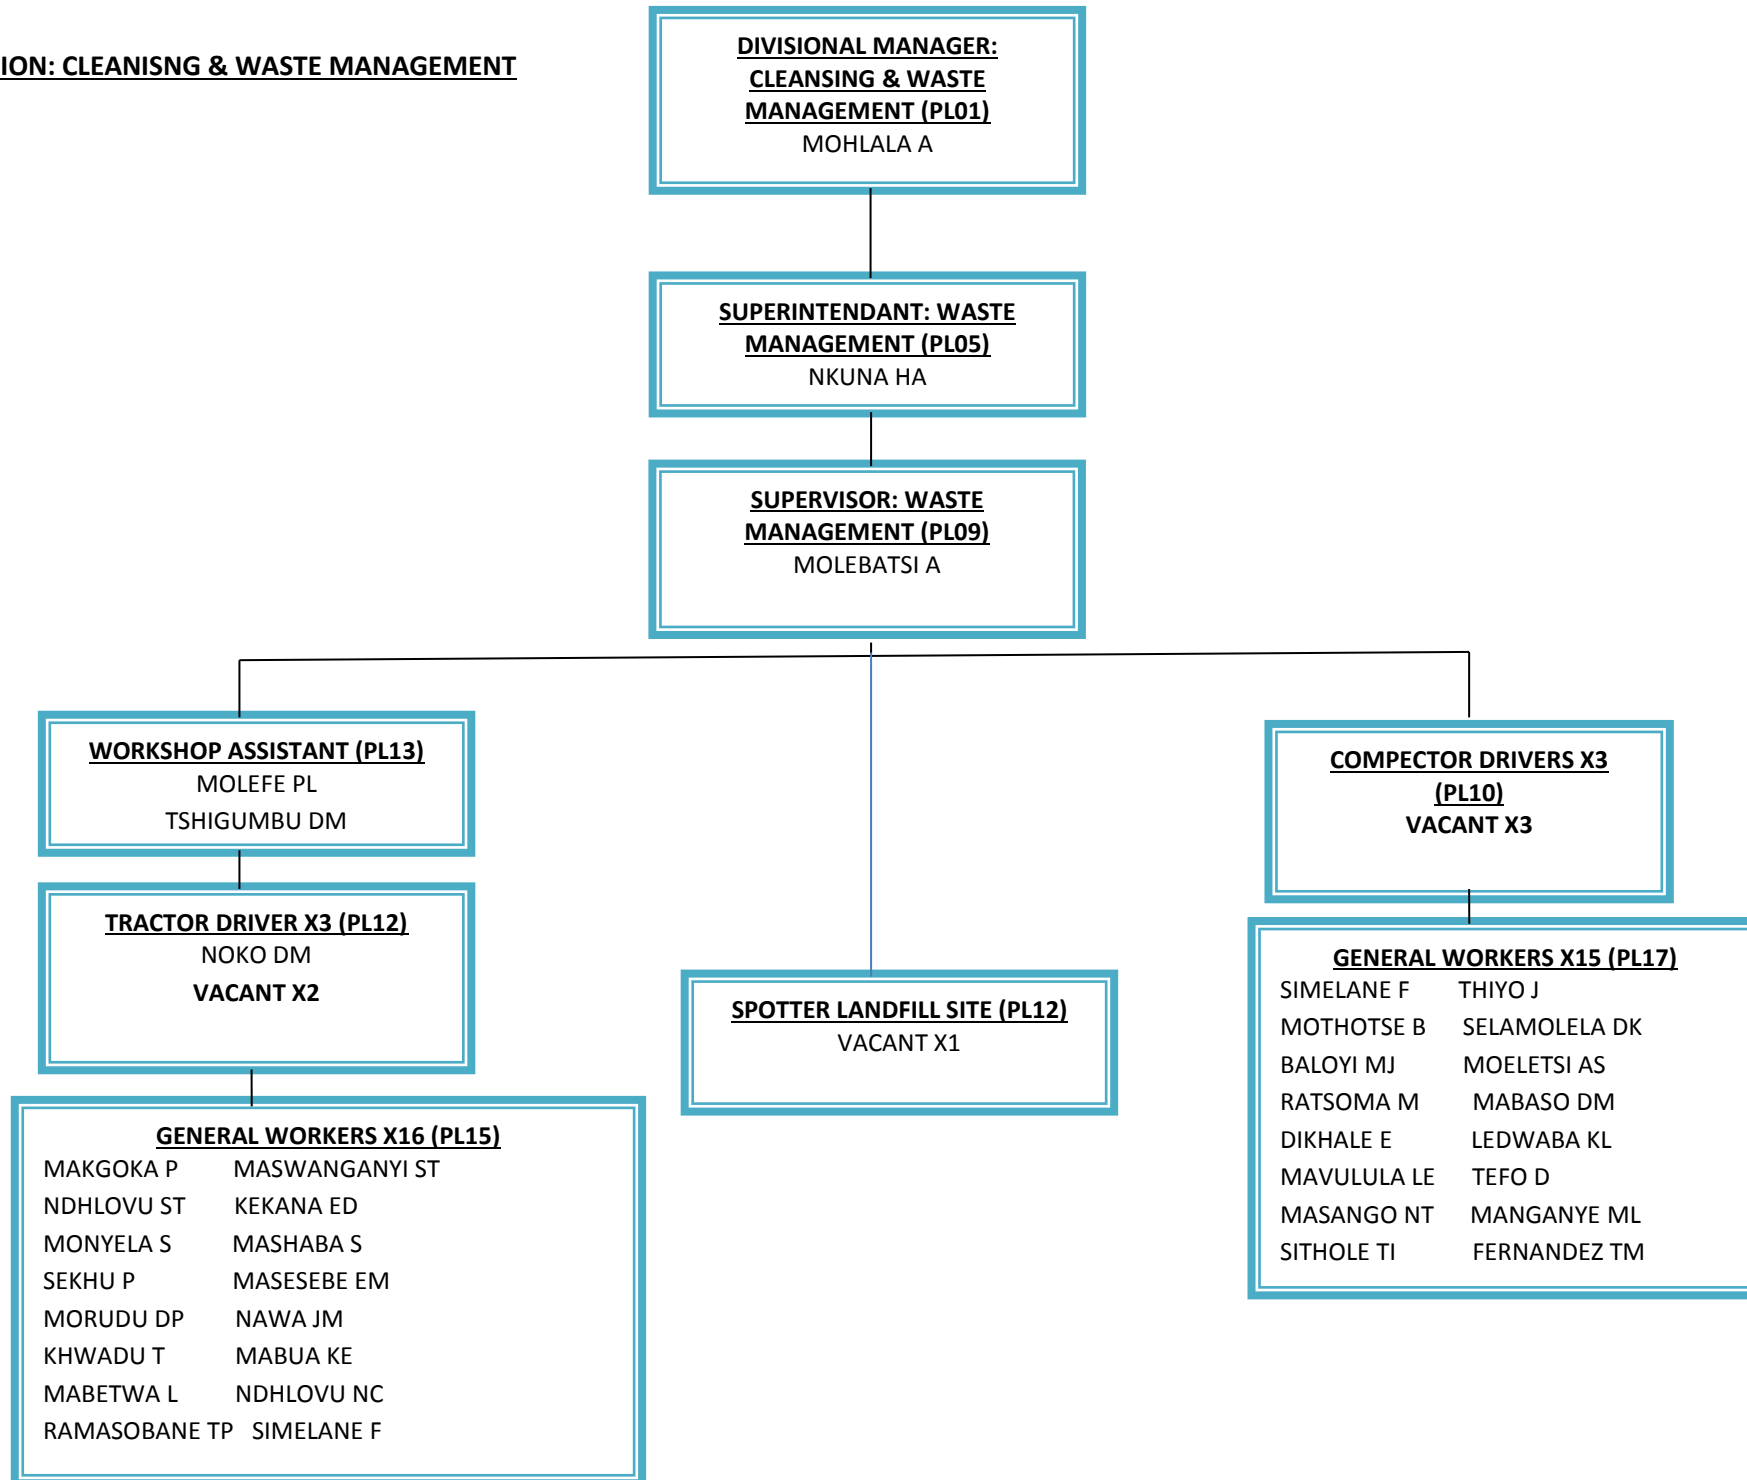 ION: CLEANISNG & WASTE MANAGEMENT
DIVISIONAL MANAGER:
CLEANSING & WASTE
MANAGEMENT (PL01)
MOHLALA A
SUPERINTENDANT: WASTE
MANAGEMENT (PL05)
NKUNA HA
SUPERVISOR: WASTE
MANAGEMENT (PL09)
MOLEBATSI A
WORKSHOP ASSISTANT (PL13)
MOLEFE PL
TSHIGUMBU DM
TRACTOR DRIVER X3 (PL12)
NOKO DM
VACANT X2
GENERAL WORKERS X16 (PL15)
MAKGOKA P MASWANGANYI ST
NDHLOVU ST KEKANA ED
MONYELA S MASHABA S
SEKHU P MASESEBE EM
MORUDU DP NAWA JM
KHWADU T MABUA KE
MABETWA L NDHLOVU NC
RAMASOBANE TP SIMELANE F
SPOTTER LANDFILL SITE (PL12)
VACANT X1
COMPECTOR DRIVERS X3
(PL10)
VACANT X3
GENERAL WORKERS X15 (PL17)
SIMELANE F THIYO J
MOTHOTSE B SELAMOLELA DK
BALOYI MJ MOELETSI AS
RATSOMA M MABASO DM
DIKHALE E LEDWABA KL
MAVULULA LE TEFO D
MASANGO NT MANGANYE ML
SITHOLE TI FERNANDEZ TM